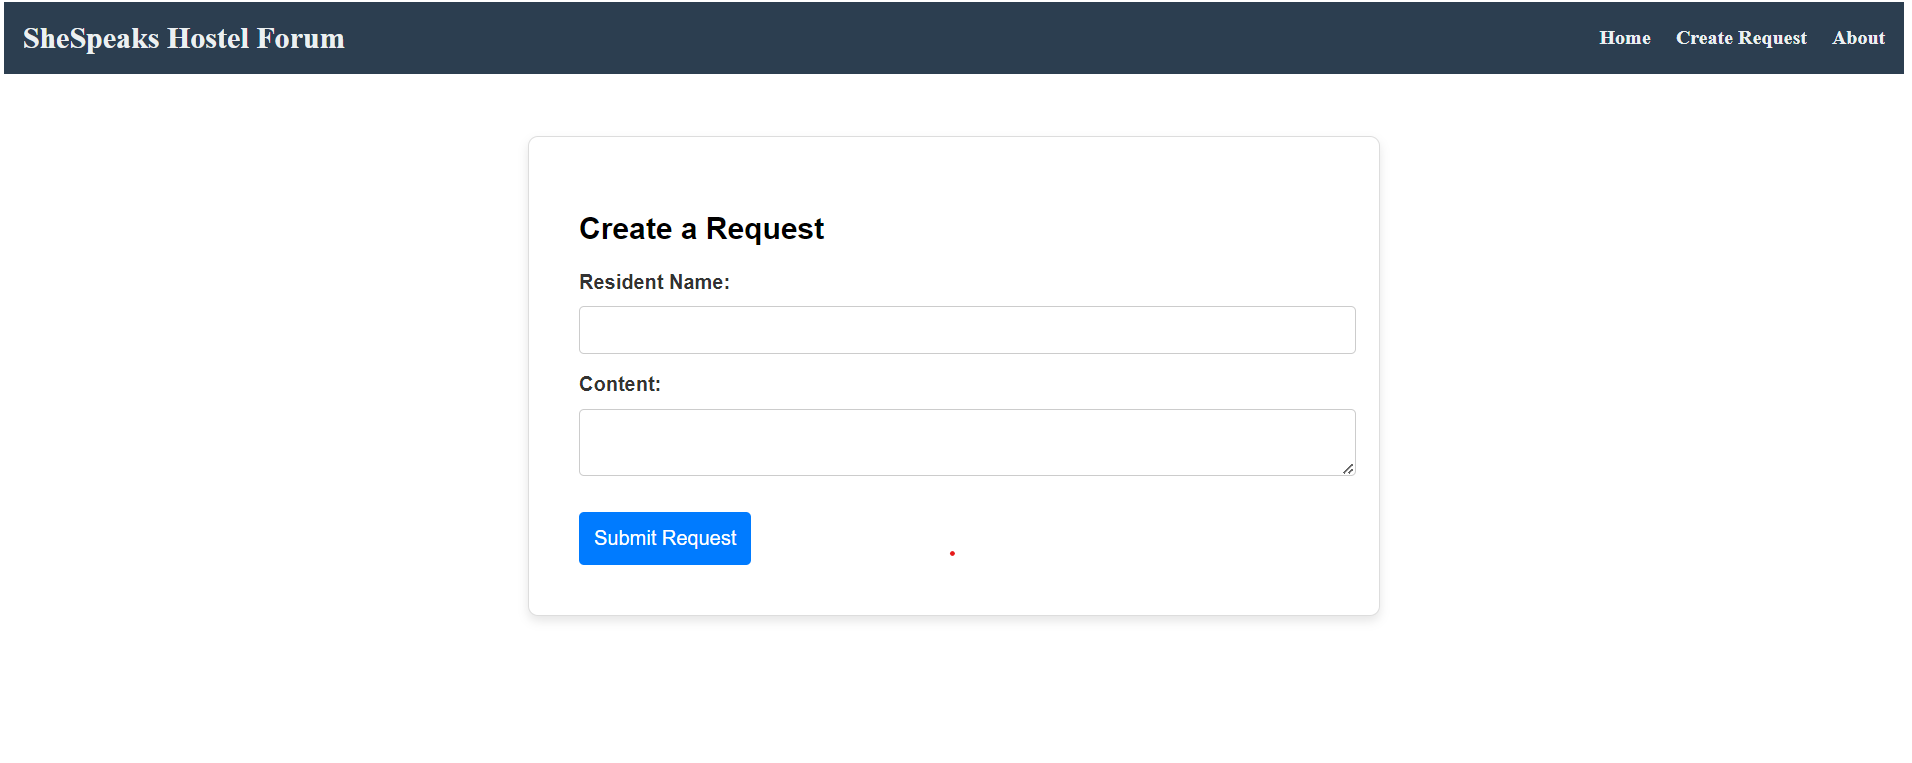 SheSpeaks Hostel Forum Home Create Request About
Create a Request
Resident Name:
Content:
Submit Request